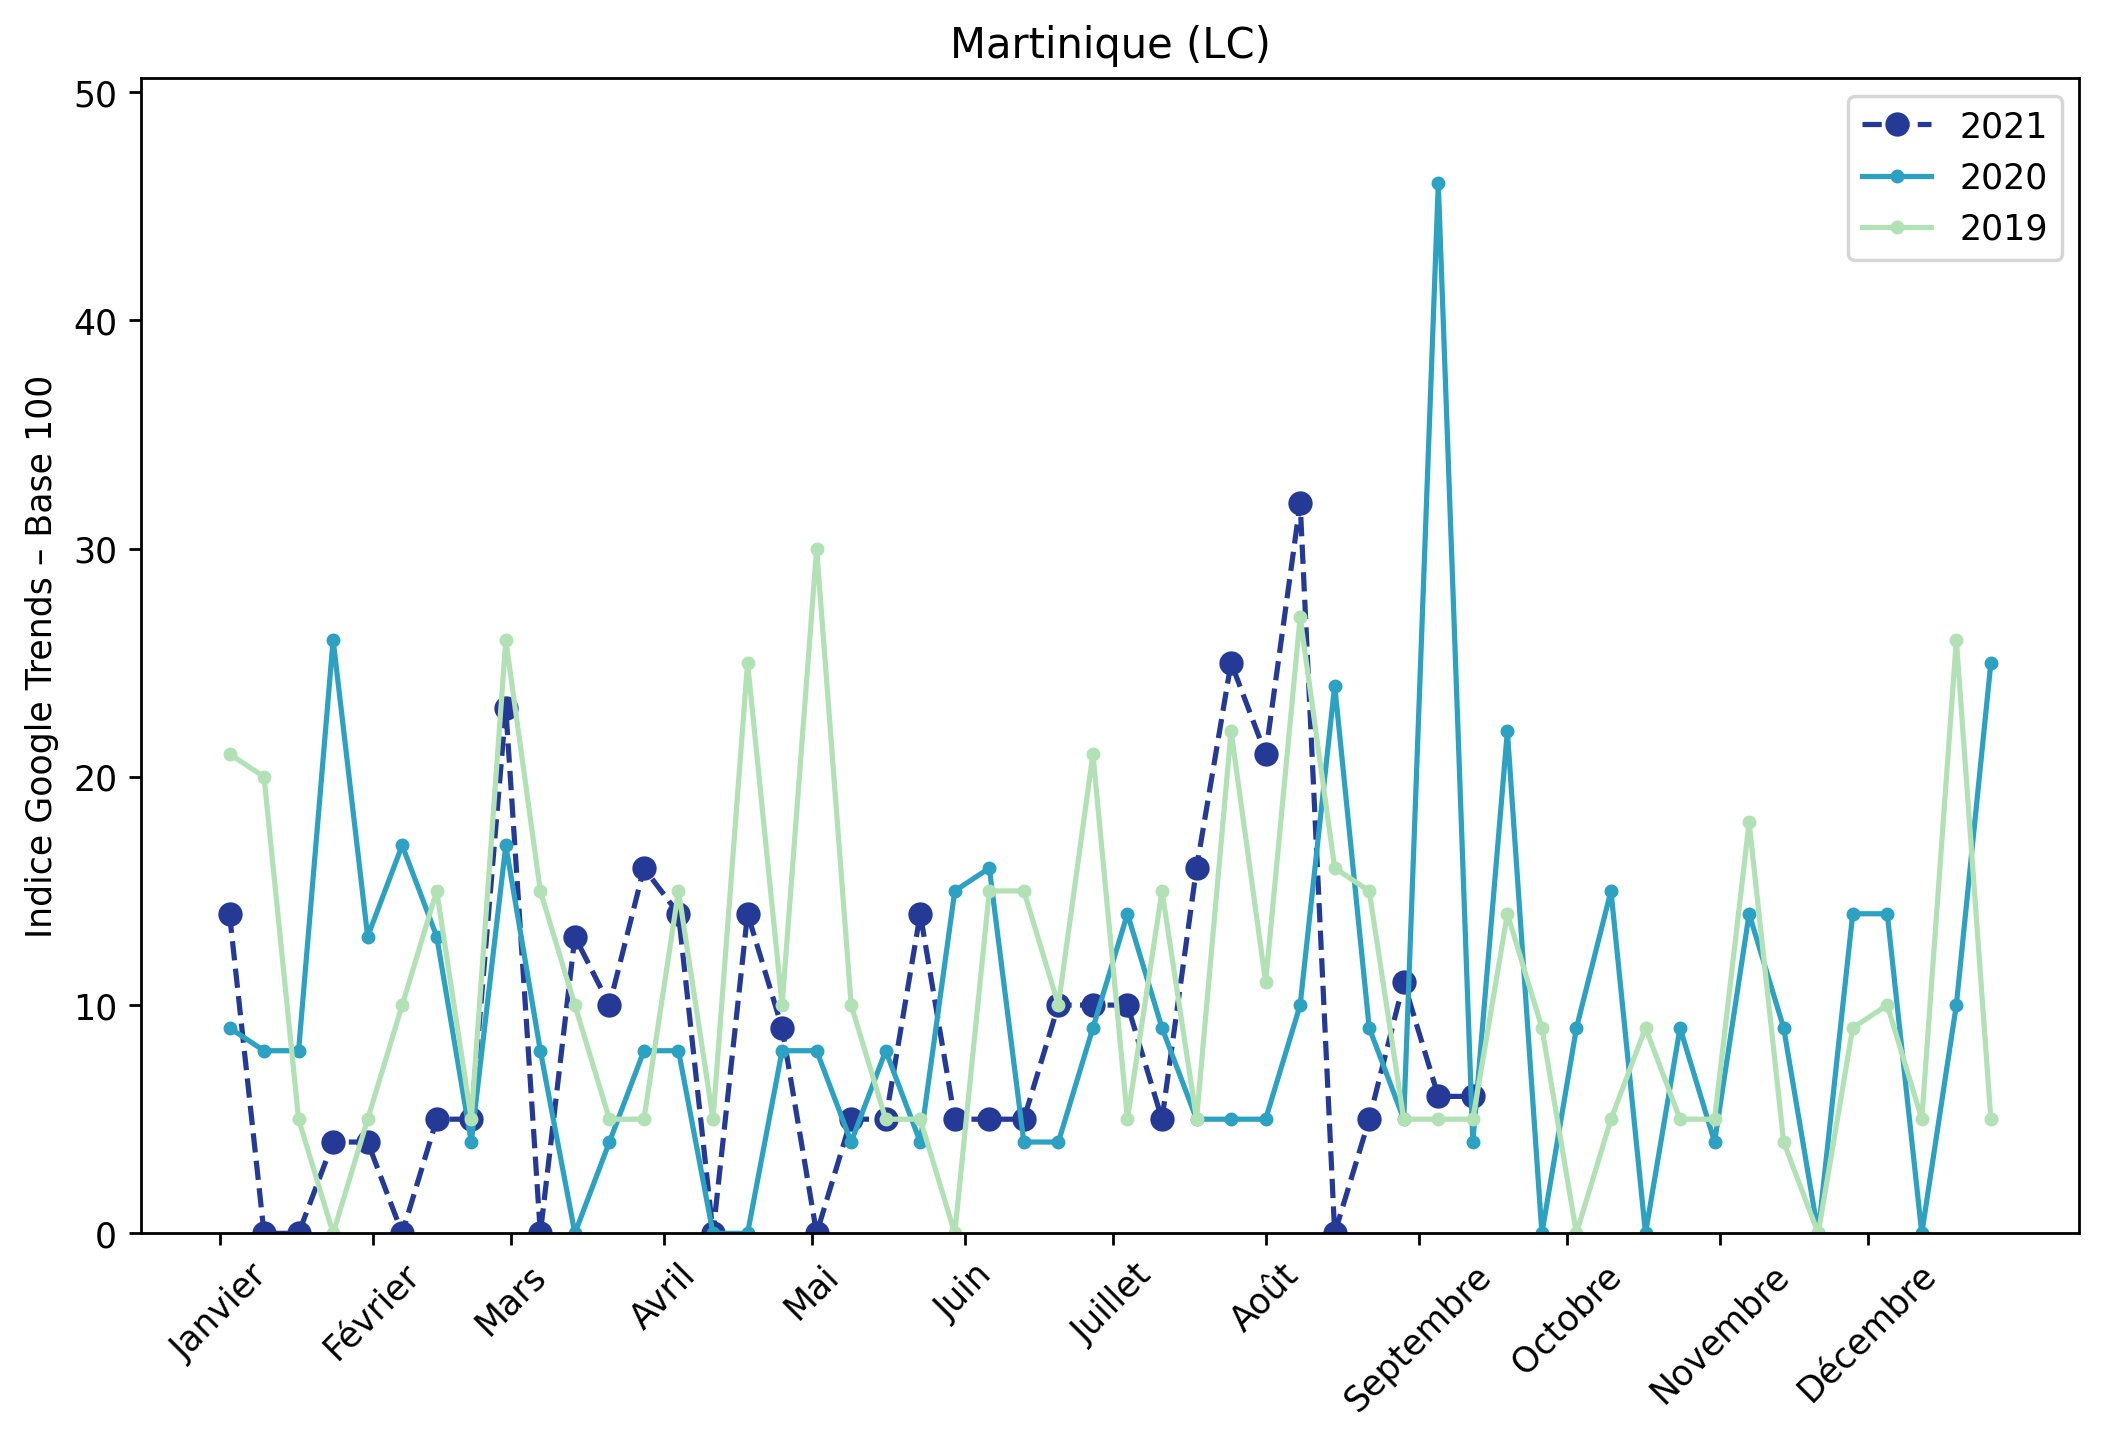 Martinique (LC)
Indice Google Trends – Base 100
50
40
30
20
10
0
2021
2020
2019
Janvier
Février
Mars
Avril
Mai
Juin
Juillet
Août
Septembre
Octobre
Novembre
Décembre